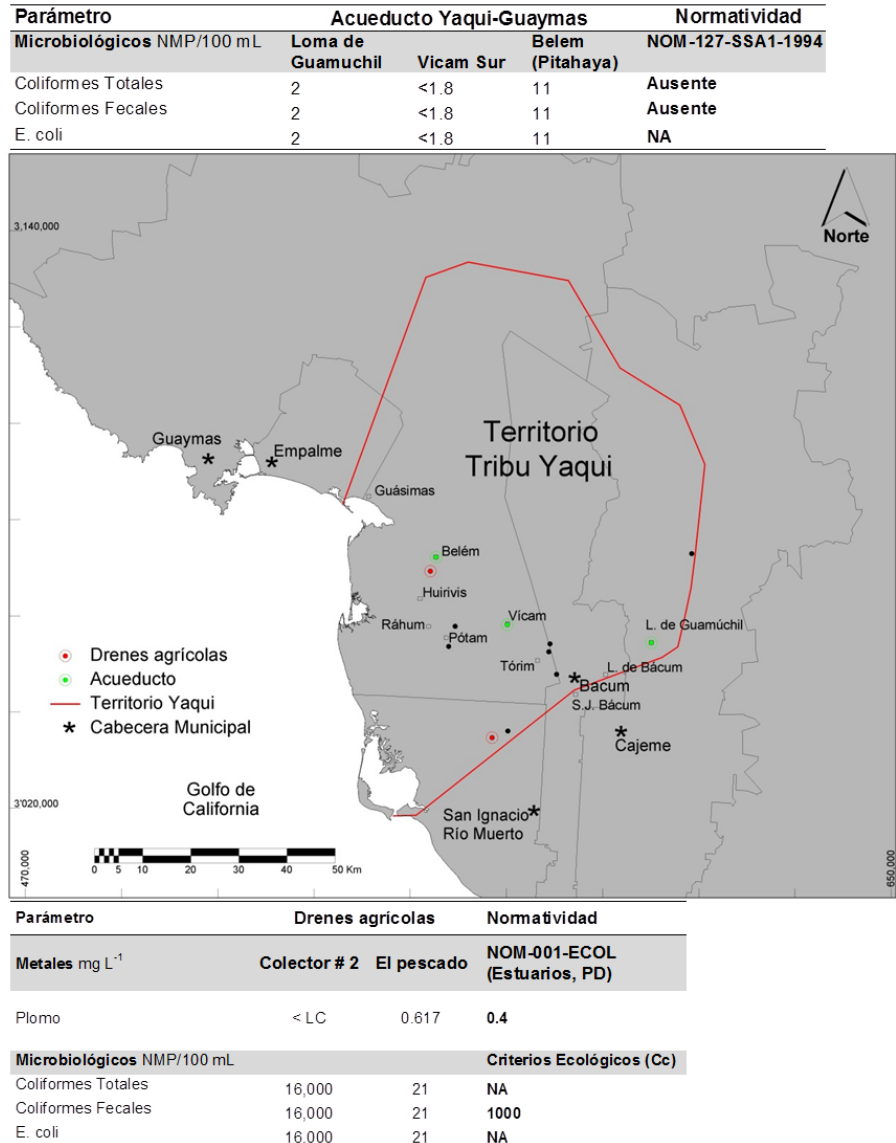 Parámetro Acueducto Yaqui-Guaymas Normatividad
Microbiológicos NMP/100 mL Loma de Guamuchil Vicam Sur Belem (Pitahaya) NOM-127-SSA1-1994
Coliformes Totales 2 <1.8 11 Ausente
Coliformes Fecales 2 <1.8 11 Ausente
E. coli 2 <1.8 11 NA
3,140,000
Norte
Territorio
Tribu Yaqui
Guaymas
Empalme
Guásimas
Belém
Huirivis
Ráhum
Pótam
Vícam
L. de Guamúchil
Tórim
L. de Bácum
Bacum
S.J. Bácum
Cajeme
Drenes agrícolas
Acueducto
Territorio Yaqui
Cabecera Municipal
Golfo de
California
San Ignacio
Río Muerto
3'020,000
0 5 10 20 30 40 50 Km
470,000
650,000
Parámetro Drenes agrícolas Normatividad
Metales mg L-1 Colector # 2 El pescado NOM-001-ECOL (Estuarios, PD)
Plomo < LC 0.617 0.4
Microbiológicos NMP/100 mL Criterios Ecológicos (Cc)
Coliformes Totales 16,000 21 NA
Coliformes Fecales 16,000 21 1000
E. coli 16.000 21 NA